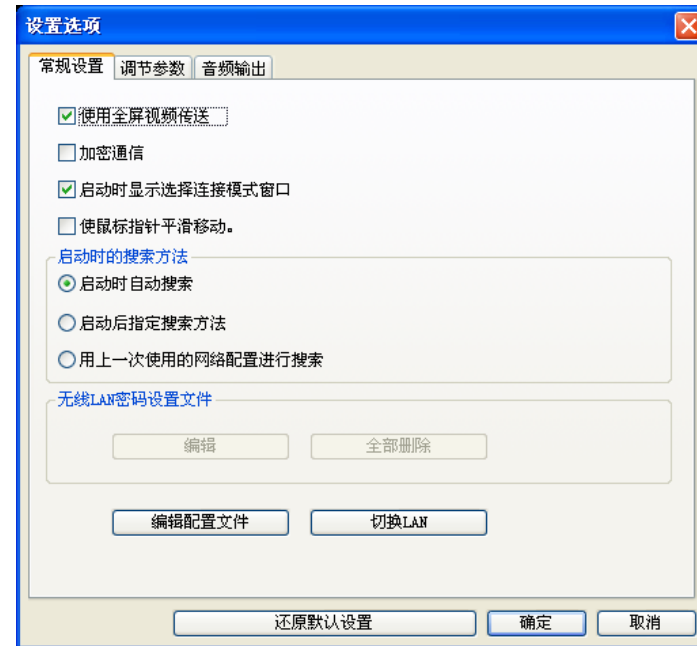 设置选项
常规设置 调节参数 音频输出
使用全屏视频传送
加密通信
启动时显示选择连接模式窗口
使鼠标指针平滑移动。
启动时的搜索方法
启动时自动搜索
启动后指定搜索方法
用上一次使用的网络配置进行搜索
无线LAN密码设置文件
编辑 全部删除
编辑配置文件 切换LAN
还原默认设置 确定 取消